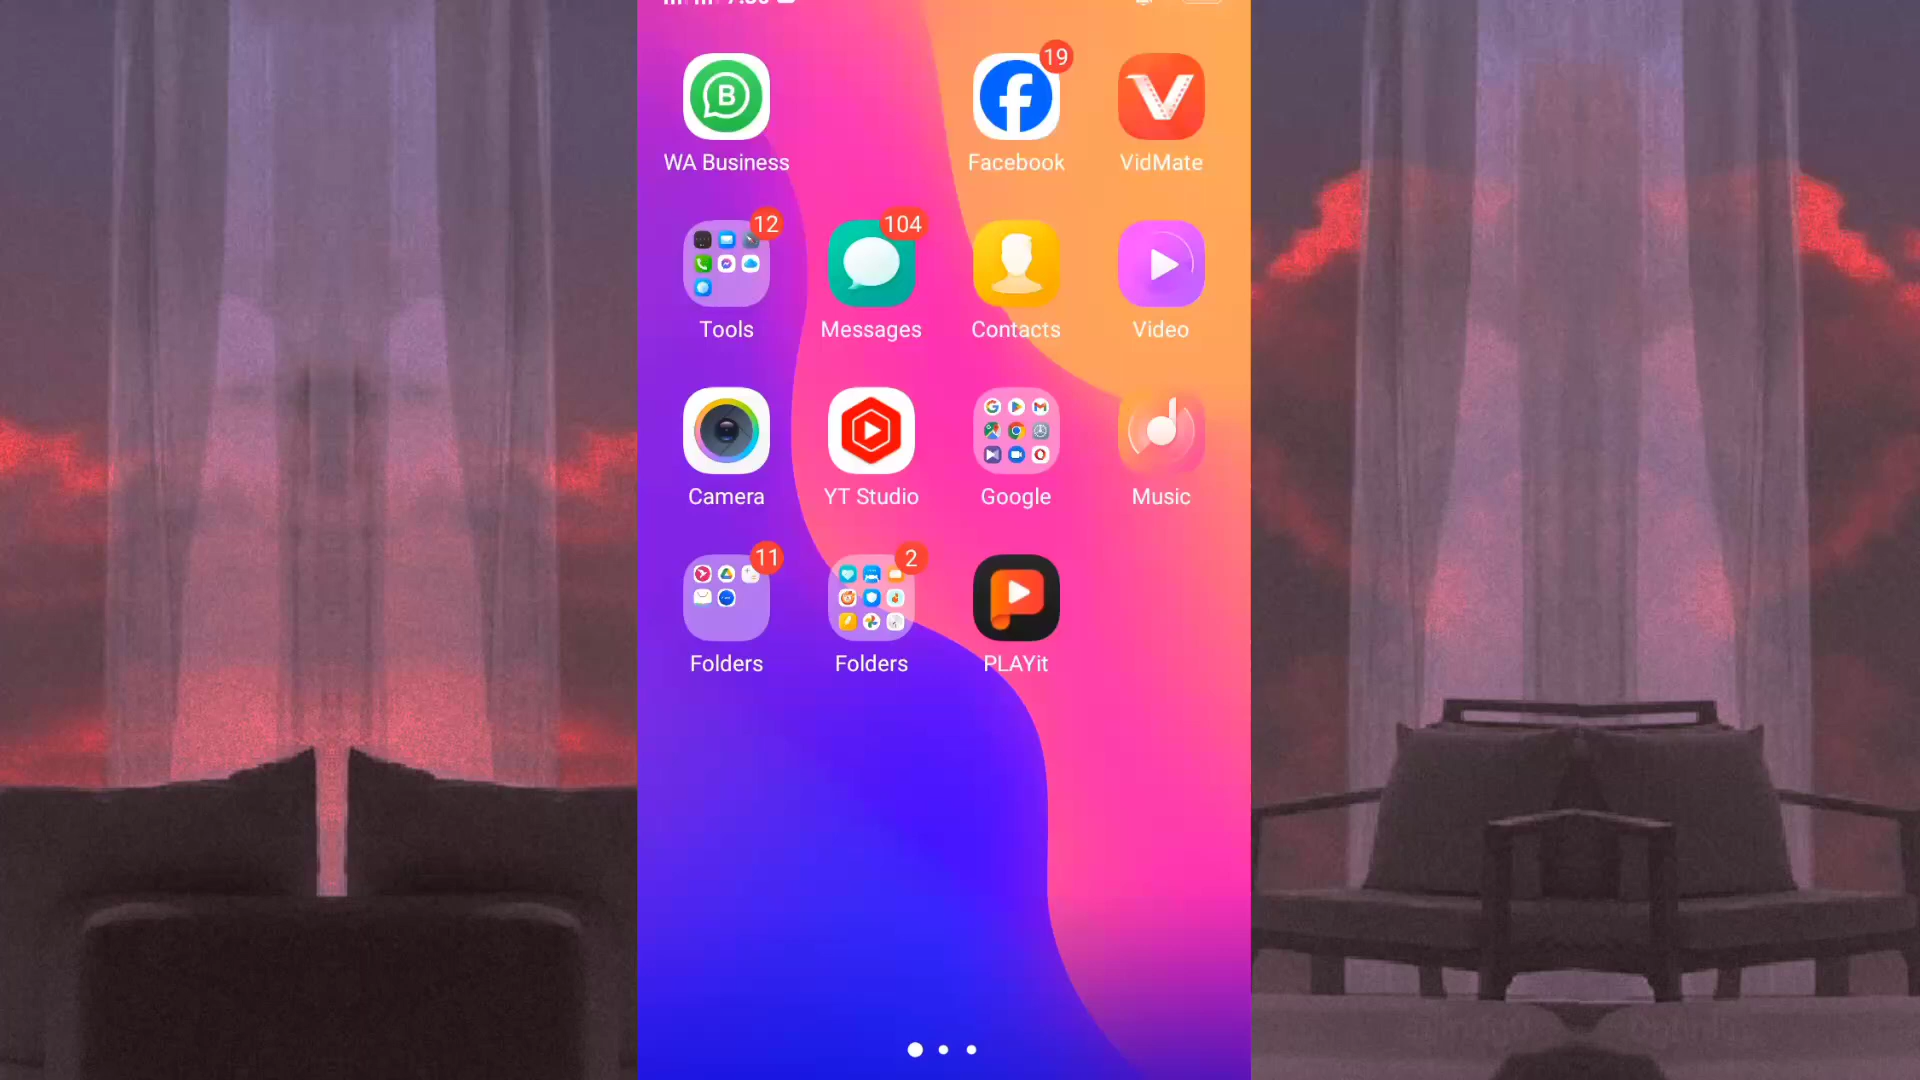 WA Business
19
Facebook
VidMate
12
Tools
104
Messages
Contacts
Video
Camera
YT Studio
Google
Music
11
Folders
2
Folders
PLAYit